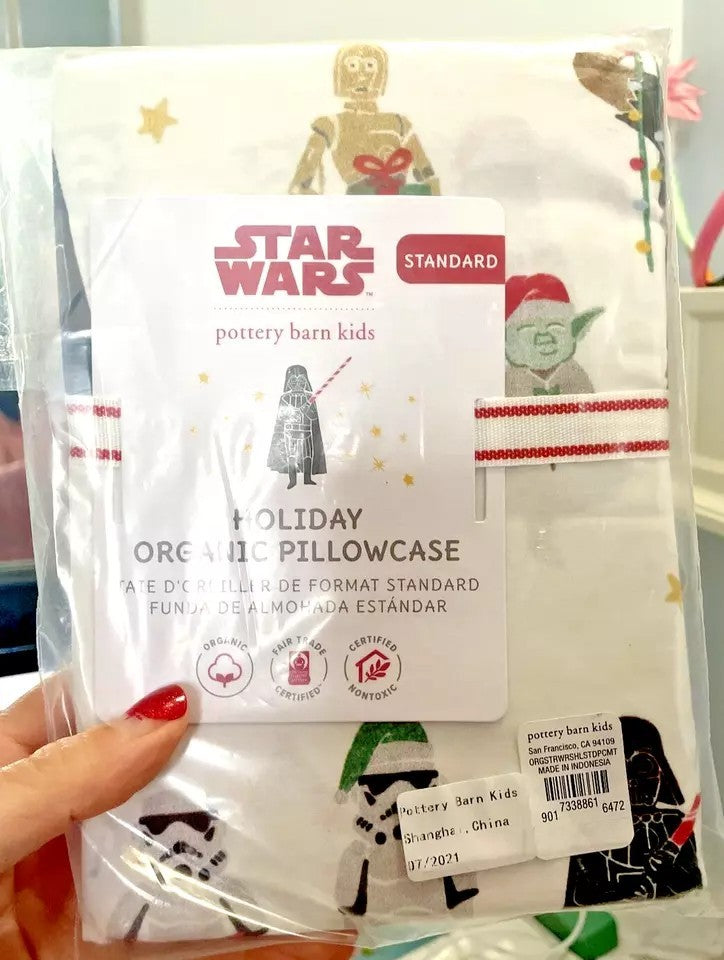 STAR
WARS™
STANDARD
pottery barn kids
HOLIDAY
ORGANIC PILLOWCASE
TAIE D'OREILLER DE FORMAT STANDARD
FUNDA DE ALMOHADA ESTÁNDAR
ORGANIC
FAIR TRADE
CERTIFIED™
CERTIFIED
NONTOXIC
pottery barn kids
San Francisco, CA 94109
ORGSTRWRSHLSTDPCMT
MADE IN INDONESIA
901 7338861 6472
Pottery Barn Kids
Shanghai, China
07/2021